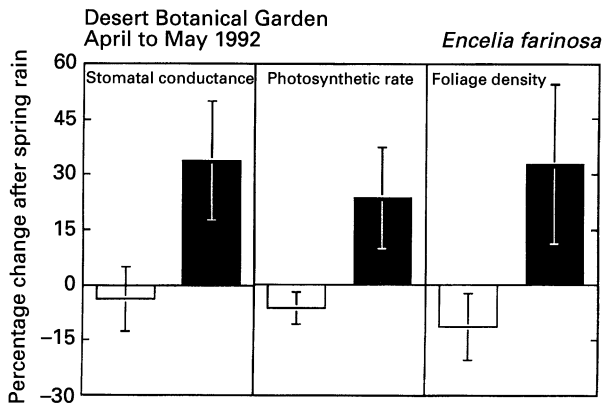 Desert Botanical Garden
April to May 1992
Encelia farinosa
Percentage change after spring rain
60
45
30
15
0
−15
−30
Stomatal conductance
Photosynthetic rate
Foliage density